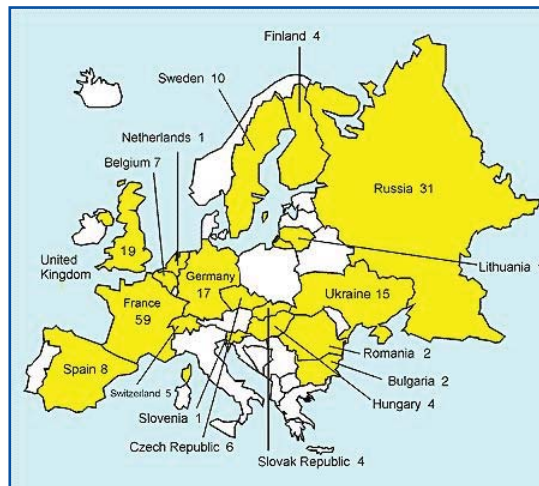 Finland 4
Sweden 10
Netherlands 1
Belgium 7
Russia 31
United
Kingdom
19
Lithuania
Germany
17
Ukraine 15
France
59
Romania 2
Spain 8
Switzerland 5
Bulgaria 2
Slovenia 1
Hungary 4
Czech Republic 6
Slovak Republic 4